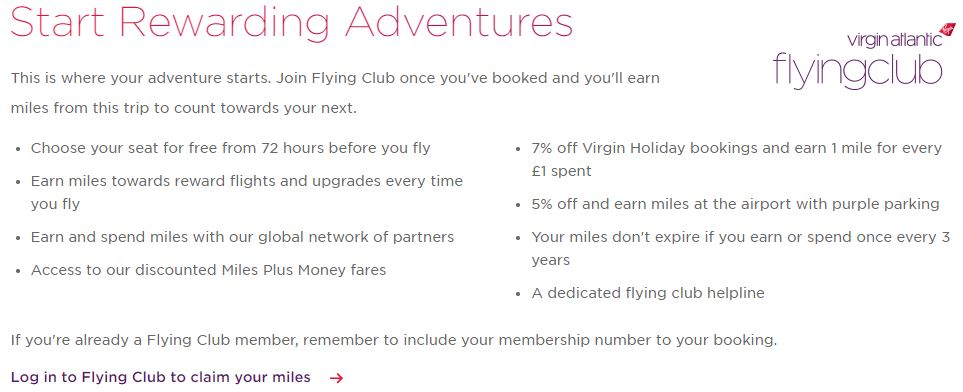 Start Rewarding Adventures
virgin atlantic
flyingclub
This is where your adventure starts. Join Flying Club once you've booked and you'll earn
miles from this trip to count towards your next.
• Choose your seat for free from 72 hours before you fly
• Earn miles towards reward flights and upgrades every time
you fly
• Earn and spend miles with our global network of partners
• Access to our discounted Miles Plus Money fares
• 7% off Virgin Holiday bookings and earn 1 mile for every
£1 spent
• 5% off and earn miles at the airport with purple parking
• Your miles don't expire if you earn or spend once every 3
years
• A dedicated flying club helpline
If you're already a Flying Club member, remember to include your membership number to your booking.
Log in to Flying Club to claim your miles →